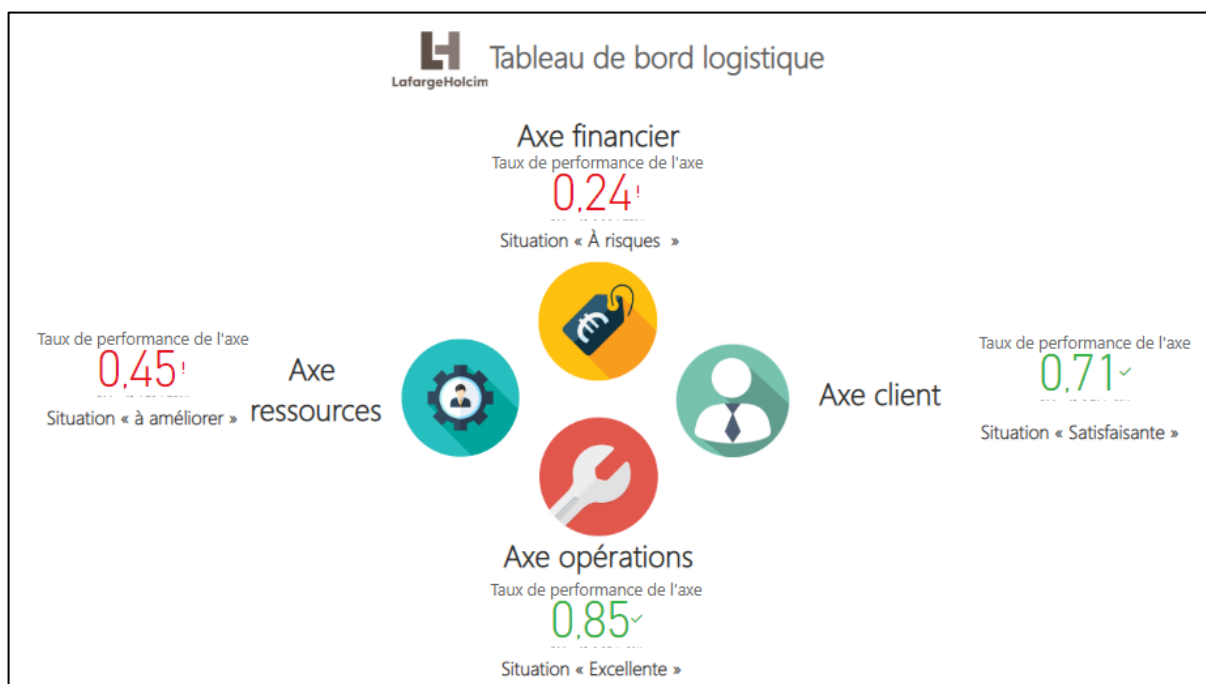 Tableau de bord logistique
LafargeHolcim
Axe financier
Taux de performance de l'axe
0,24!
Situation « À risques »
Taux de performance de l'axe
0,45!
Situation « à améliorer »
Axe
ressources
Axe client
Taux de performance de l'axe
0,71✓
Situation « Satisfaisante »
Axe opérations
Taux de performance de l'axe
0,85✓
Situation « Excellente »